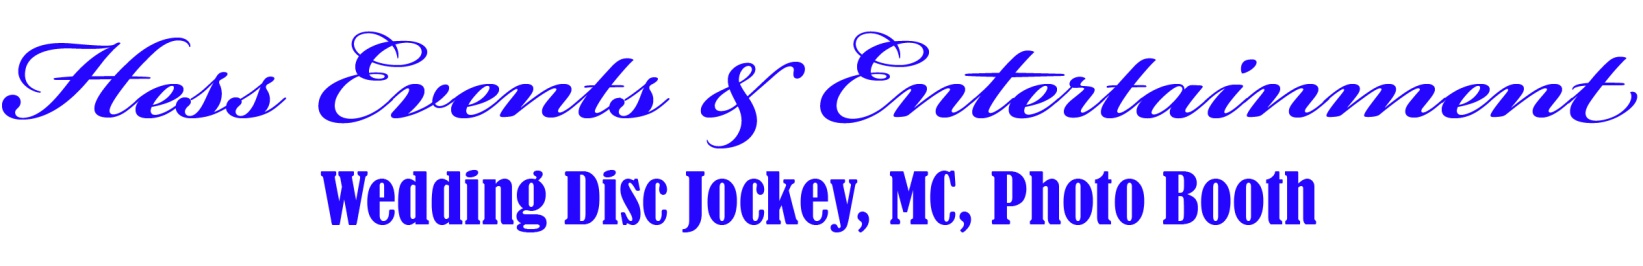 Hess Events & Entertainment
Wedding Disc Jockey, MC, Photo Booth